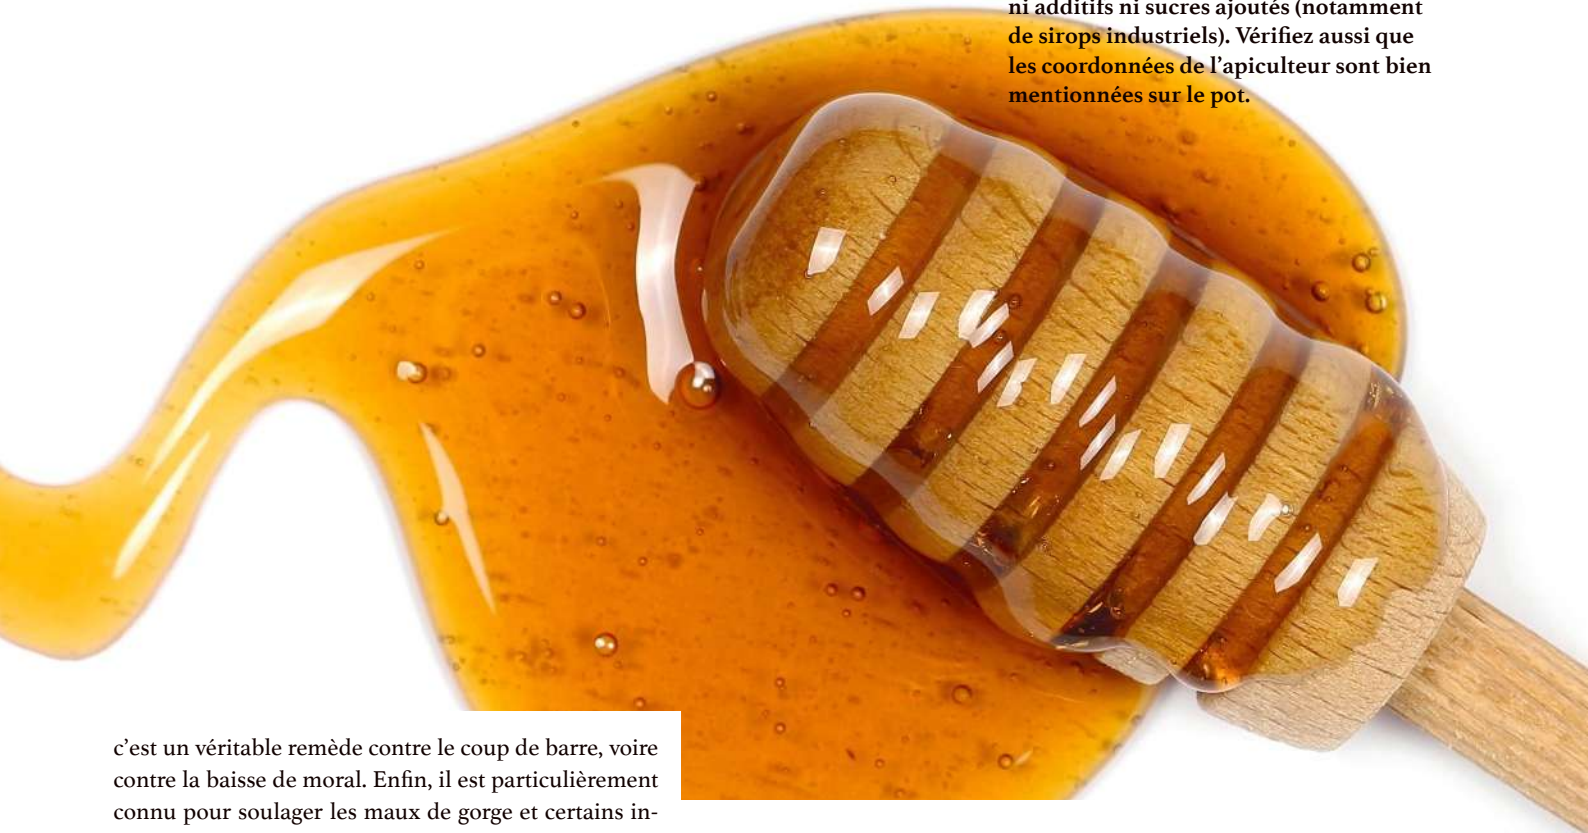 ni additifs ni sucres ajoutés (notamment
de sirops industriels). Vérifiez aussi que
les coordonnées de l’apiculteur sont bien
mentionnées sur le pot.
c’est un véritable remède contre le coup de barre, voire
contre la baisse de moral. Enfin, il est particulièrement
connu pour soulager les maux de gorge et certains in-